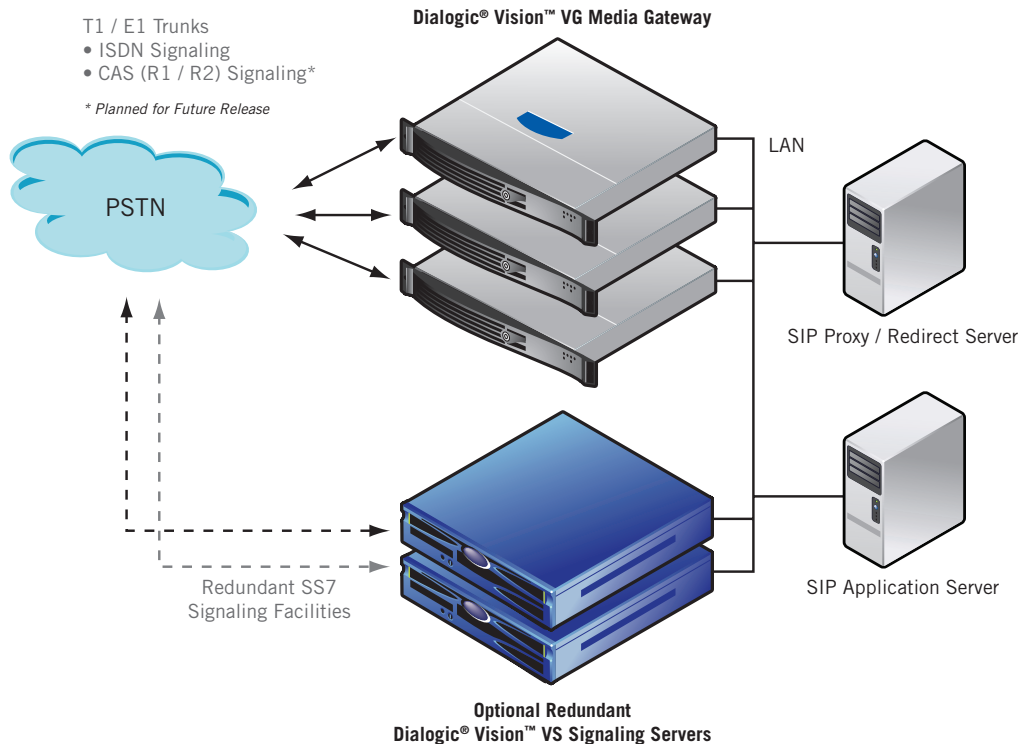 Dialogic® Vision™ VG Media Gateway
T1 / E1 Trunks
• ISDN Signaling
• CAS (R1 / R2) Signaling*
* Planned for Future Release
LAN
PSTN
SIP Proxy / Redirect Server
Redundant SS7
Signaling Facilities
SIP Application Server
Optional Redundant
Dialogic® Vision™ VS Signaling Servers